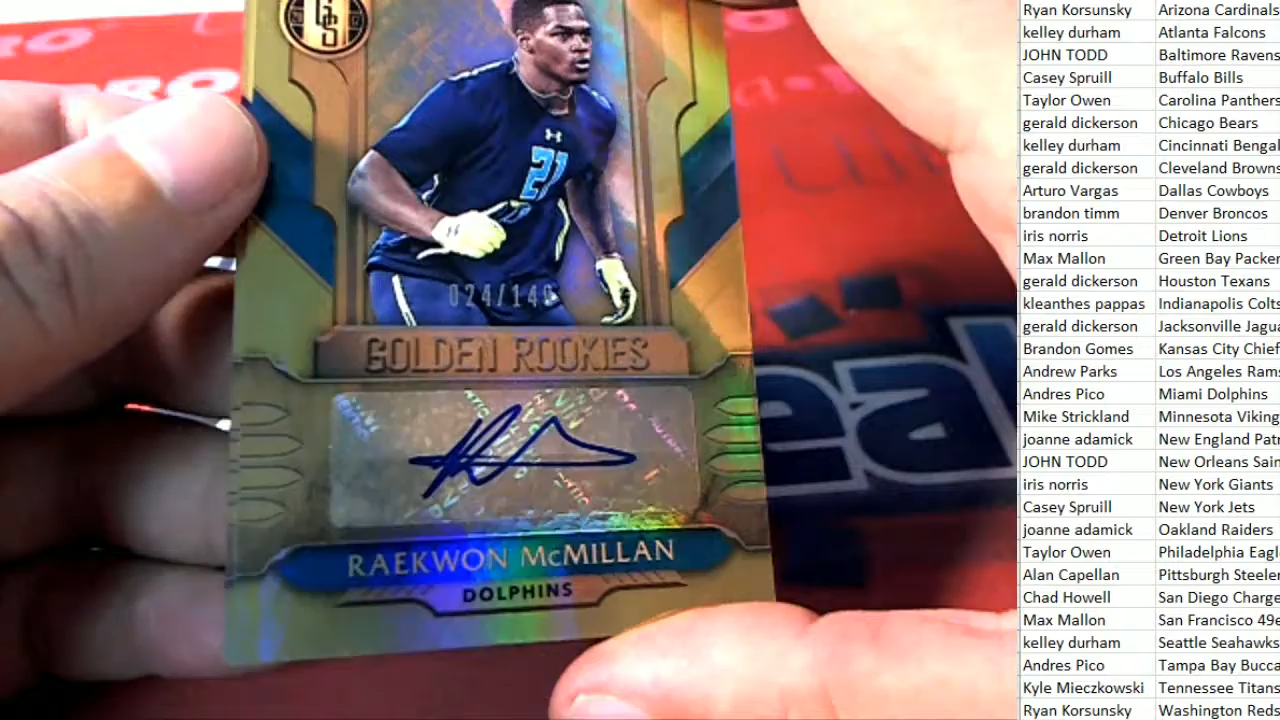 GS
21
024/149
GOLDEN ROOKIES
RAEKWON McMILLAN
DOLPHINS
Ryan Korsunsky Arizona Cardinals
kelley durham Atlanta Falcons
JOHN TODD Baltimore Ravens
Casey Spruill Buffalo Bills
Taylor Owen Carolina Panthers
gerald dickerson Chicago Bears
kelley durham Cincinnati Bengal
gerald dickerson Cleveland Browns
Arturo Vargas Dallas Cowboys
brandon timm Denver Broncos
iris norris Detroit Lions
Max Mallon Green Bay Packer
gerald dickerson Houston Texans
kleanthes pappas Indianapolis Colts
gerald dickerson Jacksonville Jagua
Brandon Gomes Kansas City Chief
Andrew Parks Los Angeles Rams
Andres Pico Miami Dolphins
Mike Strickland Minnesota Viking
joanne adamick New England Patr
JOHN TODD New Orleans Sain
iris norris New York Giants
Casey Spruill New York Jets
joanne adamick Oakland Raiders
Taylor Owen Philadelphia Eagl
Alan Capellan Pittsburgh Steeler
Chad Howell San Diego Charge
Max Mallon San Francisco 49e
kelley durham Seattle Seahawks
Andres Pico Tampa Bay Bucca
Kyle Mieczkowski Tennessee Titans
Ryan Korsunsky Washington Reds